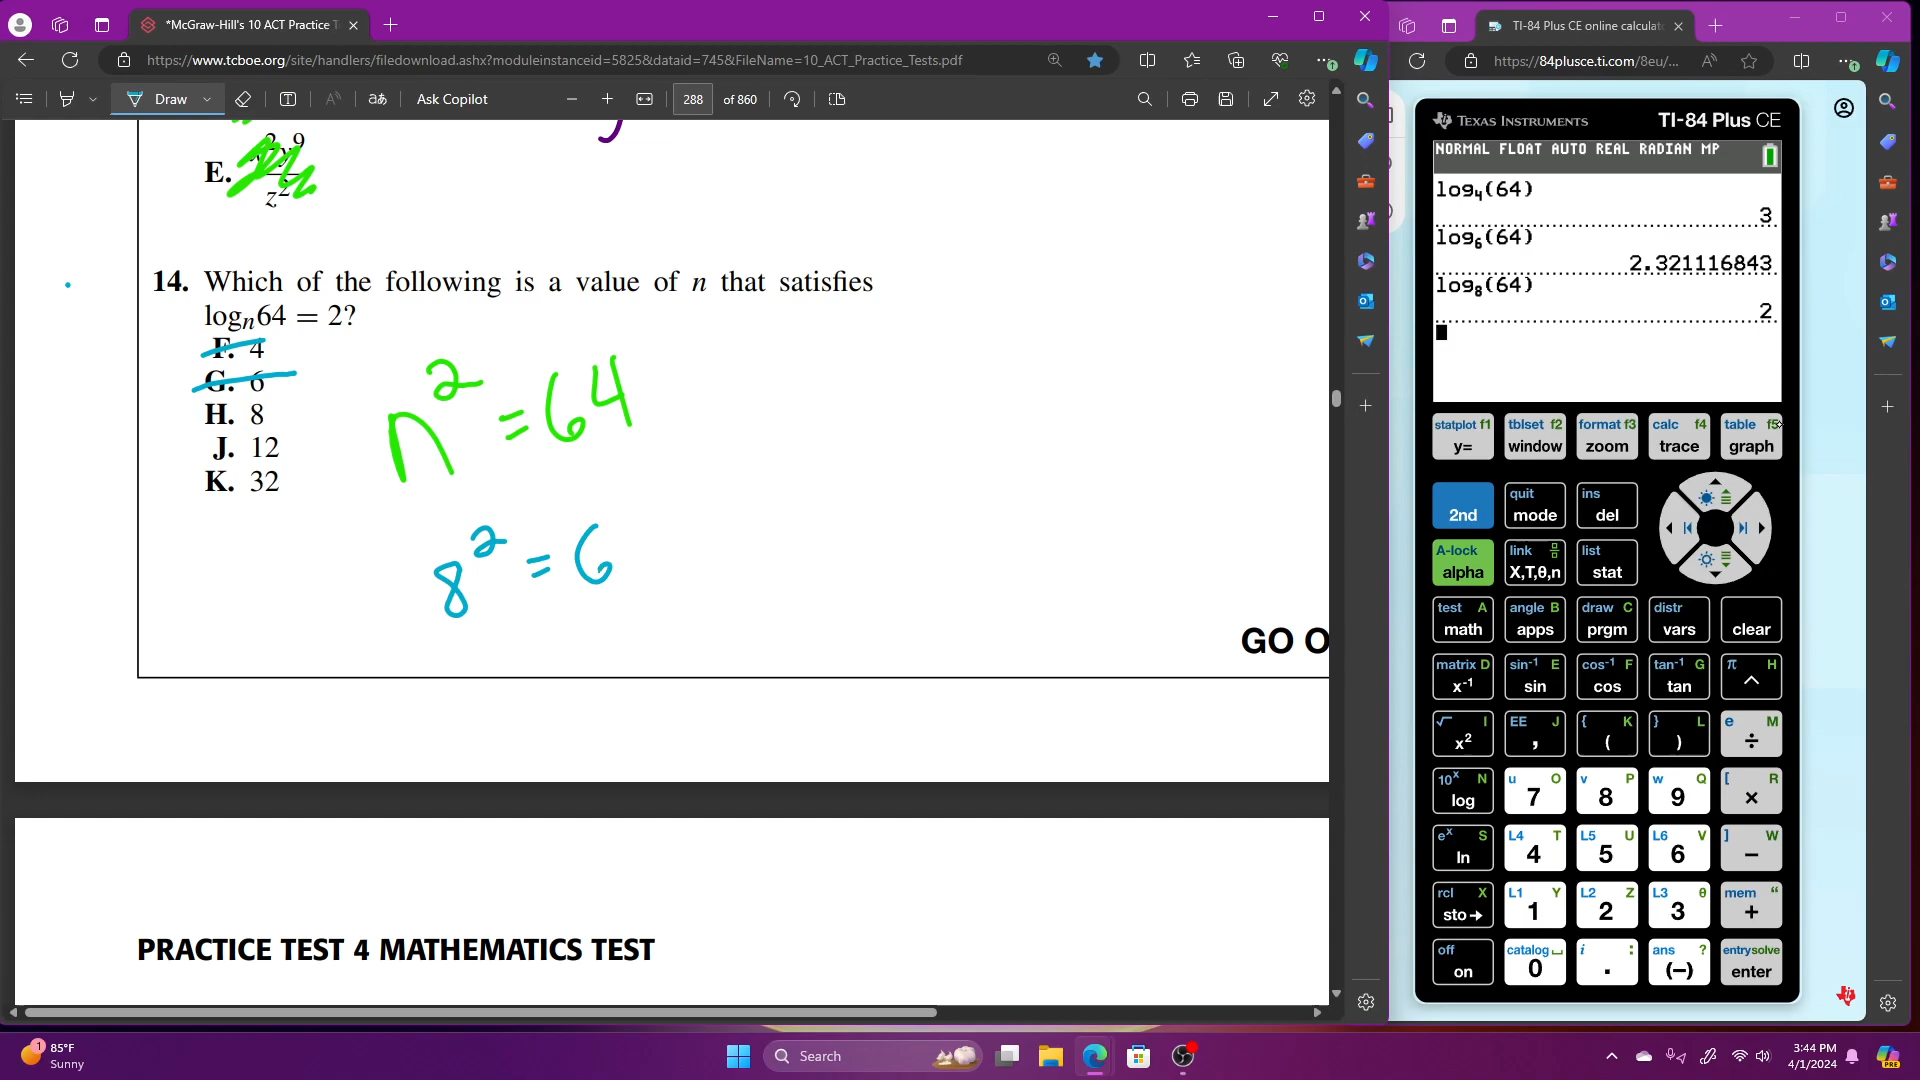 *McGraw-Hill's 10 ACT Practice T
TI-84 Plus CE online calculat
https://www.tcboe.org/site/handlers/filedownload.ashx?moduleinstanceid=5825&dataid=745&FileName=10_ACT_Practice_Tests.pdf
https://84plusce.ti.com/8eu/...
Draw
Ask Copilot
288 of 860
E.
z²
14. Which of the following is a value of n that satisfies
logₙ64 = 2?
F. 4
G. 6
H. 8
J. 12
K. 32
n² = 64
8² = 6
GO O
PRACTICE TEST 4 MATHEMATICS TEST
TEXAS INSTRUMENTS TI-84 Plus CE
NORMAL FLOAT AUTO REAL RADIAN MP
log₄(64)
3
log₆(64)
2.321116843
log₈(64)
2
statplot f1 tblset f2 format f3 calc f4 table f5
y= window zoom trace graph
quit ins
2nd mode del
A-lock link list
alpha X,T,θ,n stat
test A angle B draw C distr
math apps prgm vars clear
matrix D sin⁻¹ E cos⁻¹ F tan⁻¹ G π H
x⁻¹ sin cos tan ^
√ I EE J { K } L e M
x² , ( ) ÷
10ˣ N u O v P w Q [ R
log 7 8 9 ×
eˣ S L4 T L5 U L6 V ] W
ln 4 5 6 −
rcl X L1 Y L2 Z L3 θ mem "
sto→ 1 2 3 +
off catalog i : ans ? entry solve
on 0 . (−) enter
1
85°F
Sunny
Search
3:44 PM
4/1/2024
PRE